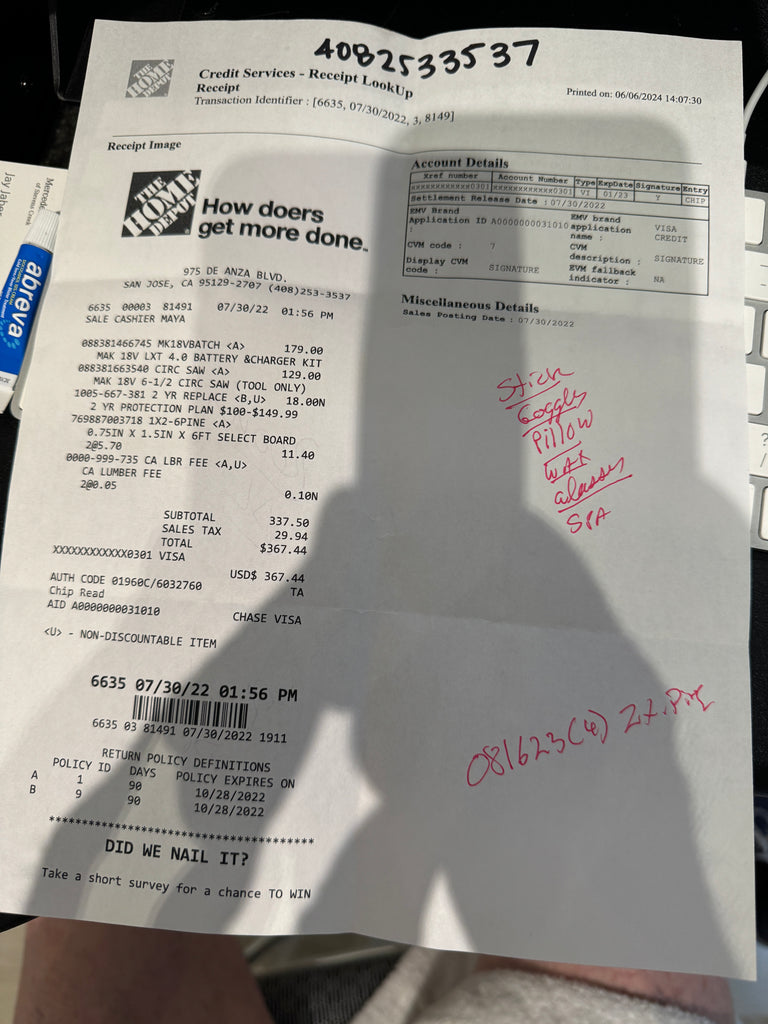 4082533537
THE HOME DEPOT
Credit Services - Receipt LookUp
Receipt
Printed on: 06/06/2024 14:07:30
Transaction Identifier : [6635, 07/30/2022, 3, 8149]
Receipt Image
THE HOME DEPOT
How doers
get more done.
975 DE ANZA BLVD.
SAN JOSE, CA 95129-2707 (408)253-3537
6635 00003 81491 07/30/22 01:56 PM
SALE CASHIER MAYA
088381466745 MK18VBATCH <A> 179.00
MAK 18V LXT 4.0 BATTERY &CHARGER KIT
088381663540 CIRC SAW <A> 129.00
MAK 18V 6-1/2 CIRC SAW (TOOL ONLY)
1005-667-381 2 YR REPLACE <B,U> 18.00N
2 YR PROTECTION PLAN $100-$149.99
769887003718 1X2-6PINE <A>
0.75IN X 1.5IN X 6FT SELECT BOARD
2@5.70 11.40
0000-999-735 CA LBR FEE <A,U>
CA LUMBER FEE
2@0.05 0.10N
SUBTOTAL 337.50
SALES TAX 29.94
TOTAL $367.44
XXXXXXXXXXXX0301 VISA
USD$ 367.44
AUTH CODE 01960C/6032760 TA
Chip Read
AID A0000000031010 CHASE VISA
<U> - NON-DISCOUNTABLE ITEM
6635 07/30/22 01:56 PM
6635 03 81491 07/30/2022 1911
RETURN POLICY DEFINITIONS
POLICY ID DAYS POLICY EXPIRES ON
A 1 90 10/28/2022
B 9 90 10/28/2022
****************************************
DID WE NAIL IT?
Take a short survey for a chance TO WIN
Account Details
Xref number Account Number Type ExpDate Signature Entry
xxxxxxxxxxxx0301 xxxxxxxxxxxx0301 VI 01/23 Y CHIP
Settlement Release Date : 07/30/2022
EMV Brand Application ID : A0000000031010 EMV brand application name : VISA CREDIT
CVM code : 7 CVM description : SIGNATURE
Display CVM code : SIGNATURE EVM fallback indicator : NA
Miscellaneous Details
Sales Posting Date : 07/30/2022
Goggles
Pillow
WAX
SPA
abreva
Mercedes
of Stevens Creek